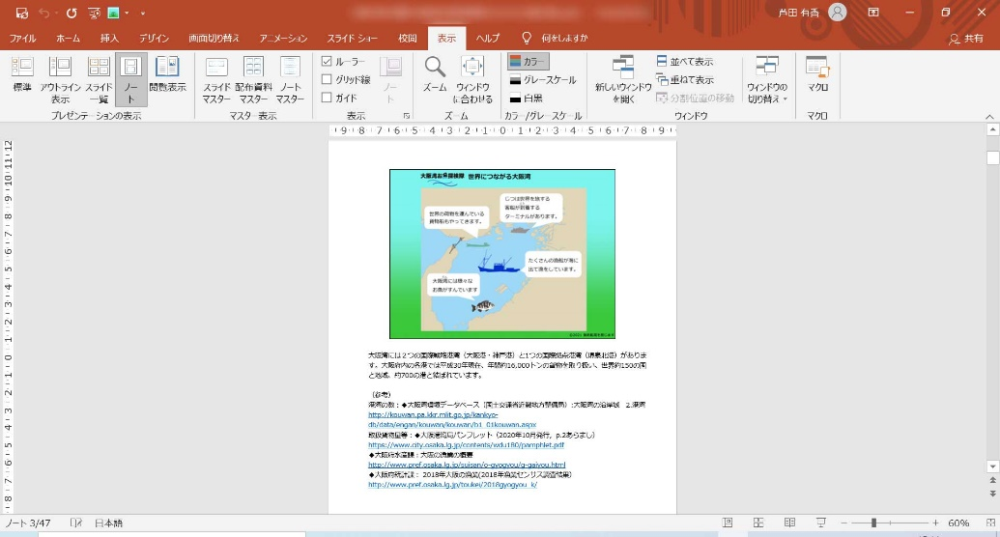 芦田 有香
ファイル ホーム 挿入 デザイン 画面切り替え アニメーション スライド ショー 校閲 表示 ヘルプ 何をしますか 共有
標準 アウトライン表示 スライド一覧 ノート 閲覧表示
プレゼンテーションの表示
スライドマスター 配布資料マスター ノートマスター
マスター表示
ルーラー
グリッド線
ガイド
ノート
表示
ズーム ウィンドウに合わせる
ズーム
カラー
グレースケール
白黒
カラー/グレースケール
新しいウィンドウを開く
並べて表示
重ねて表示
分割位置の移動
ウィンドウの切り替え
ウィンドウ
マクロ
マクロ
大阪湾お魚探検隊 世界につながる大阪湾
じつは世界を旅する
客船が到着する
ターミナルがあります。
世界の荷物を運んでいる
貨物船もやってきます。
たくさんの漁船が海に
出て漁をしています。
大阪湾には様々な
お魚がすんでいます
大阪湾には２つの国際戦略港湾（大阪港・神戸港）と1つの国際拠点港湾（堺泉北港）がありま
す。大阪府内の各港では平成30年現在、年間約16,000トンの貨物を取り扱い、世界約150の国
と地域、約700の港と結ばれています。
（参考）
港湾の数：◆大阪湾環境データベース（国土交通省近畿地方整備局）:大阪湾の沿岸域 2.港湾
http://kouwan.pa.kkr.mlit.go.jp/kankyo-
db/data/engan/kouwan/kouwan/b1_01kouwan.aspx
取扱貨物量等：◆大阪港湾局パンフレット（2020年10月発行，p.2あらまし）
https://www.city.osaka.lg.jp/contents/wdu180/pamphlet.pdf
◆大阪府水産課：大阪の漁業の概要
http://www.pref.osaka.lg.jp/suisan/o-gyogyou/g-gaiyou.html
◆大阪府統計課： 2018年大阪の漁業(2018年漁業センサス調査結果）
http://www.pref.osaka.lg.jp/toukei/2018gyogyou_k/
ノート 3/47 日本語 60%